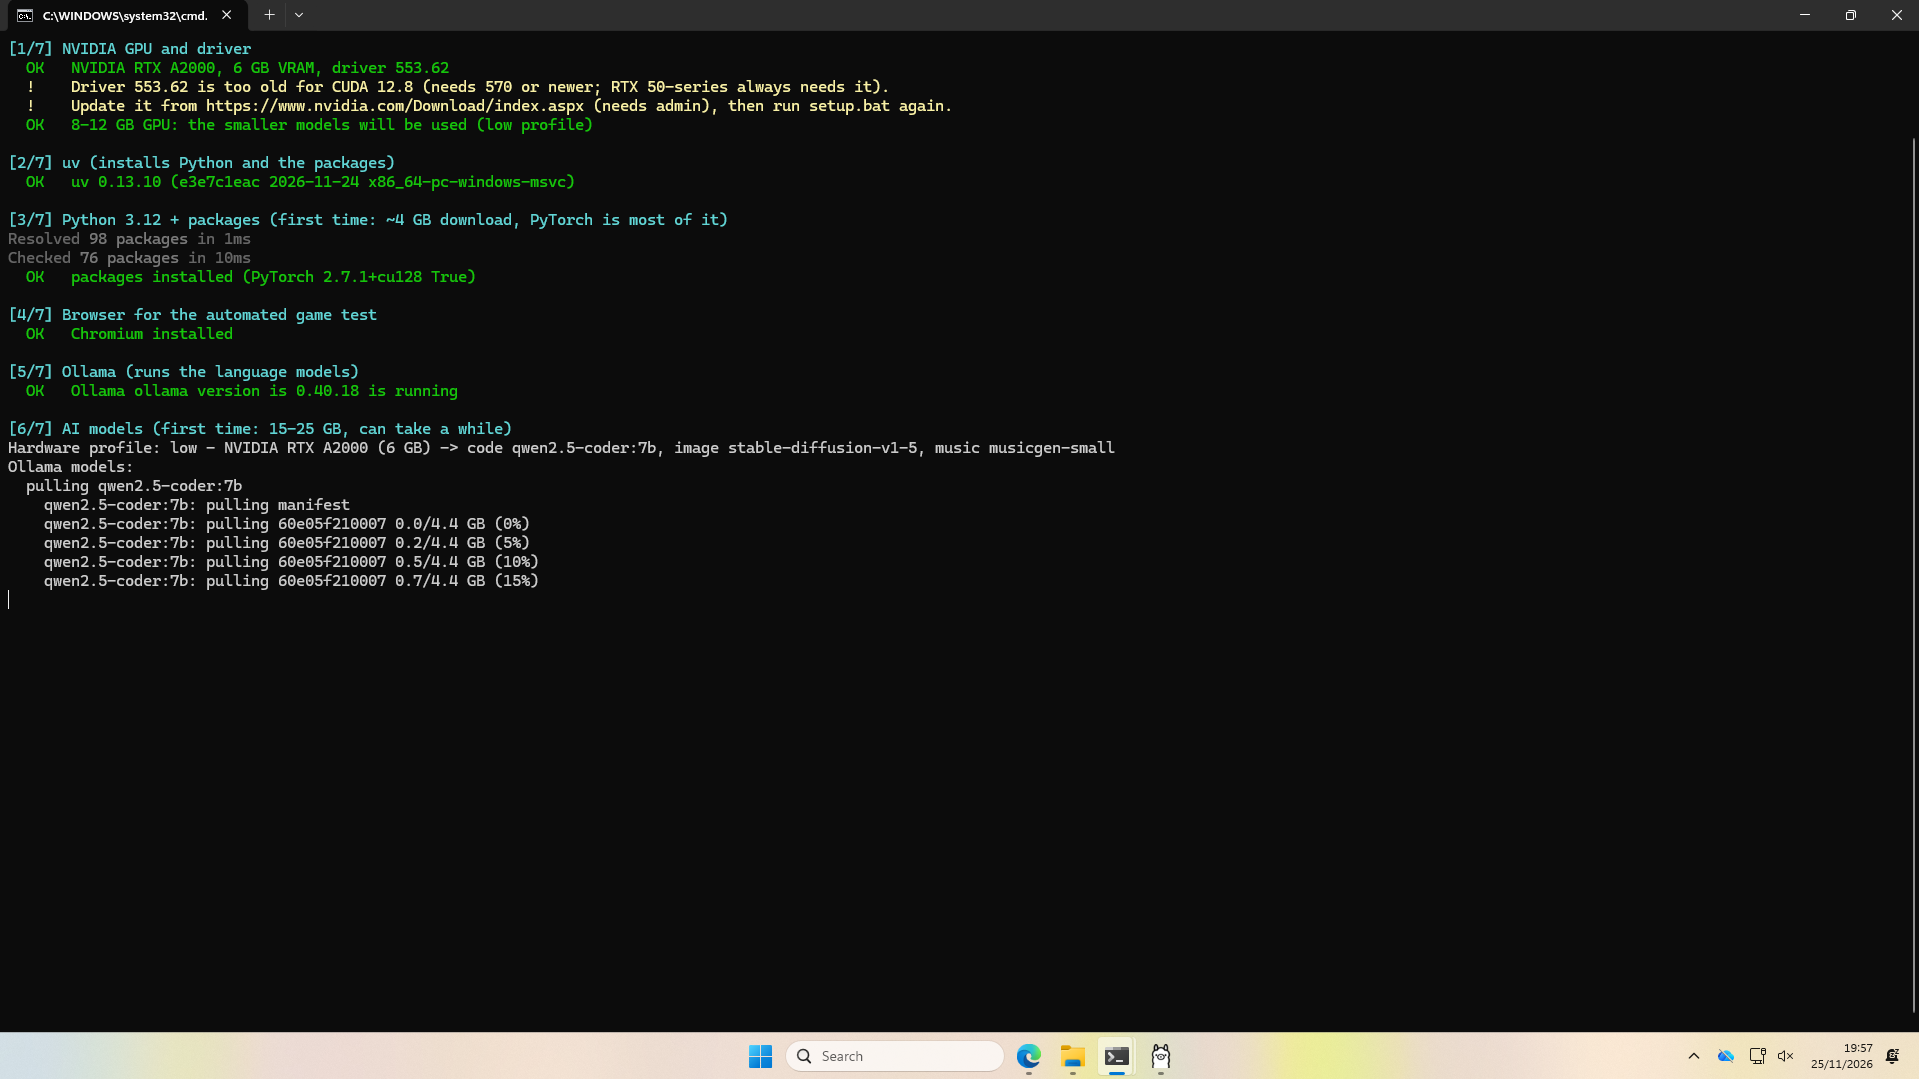 C:\WINDOWS\system32\cmd.
[1/7] NVIDIA GPU and driver
OK NVIDIA RTX A2000, 6 GB VRAM, driver 553.62
! Driver 553.62 is too old for CUDA 12.8 (needs 570 or newer; RTX 50-series always needs it).
! Update it from https://www.nvidia.com/Download/index.aspx (needs admin), then run setup.bat again.
OK 8-12 GB GPU: the smaller models will be used (low profile)
[2/7] uv (installs Python and the packages)
OK uv 0.13.10 (e3e7c1eac 2026-11-24 x86_64-pc-windows-msvc)
[3/7] Python 3.12 + packages (first time: ~4 GB download, PyTorch is most of it)
Resolved 98 packages in 1ms
Checked 76 packages in 10ms
OK packages installed (PyTorch 2.7.1+cu128 True)
[4/7] Browser for the automated game test
OK Chromium installed
[5/7] Ollama (runs the language models)
OK Ollama ollama version is 0.40.18 is running
[6/7] AI models (first time: 15-25 GB, can take a while)
Hardware profile: low - NVIDIA RTX A2000 (6 GB) -> code qwen2.5-coder:7b, image stable-diffusion-v1-5, music musicgen-small
Ollama models:
pulling qwen2.5-coder:7b
qwen2.5-coder:7b: pulling manifest
qwen2.5-coder:7b: pulling 60e05f210007 0.0/4.4 GB (0%)
qwen2.5-coder:7b: pulling 60e05f210007 0.2/4.4 GB (5%)
qwen2.5-coder:7b: pulling 60e05f210007 0.5/4.4 GB (10%)
qwen2.5-coder:7b: pulling 60e05f210007 0.7/4.4 GB (15%)
Search
19:57
25/11/2026